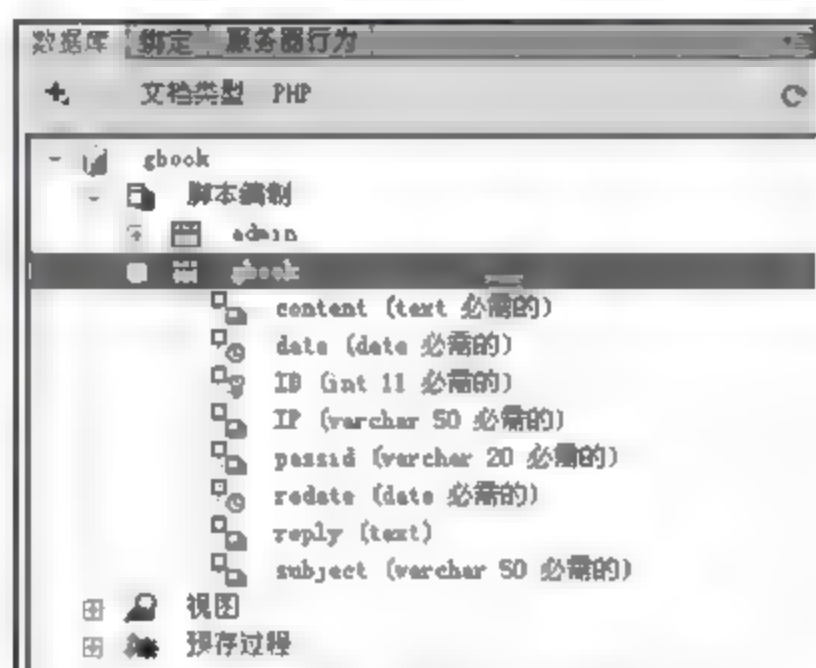 数据库 绑定 服务器行为
文档类型 PHP
gbook
脚本编制
admin
gbook
content (text 必需的)
date (date 必需的)
ID (int 11 必需的)
IP (varchar 50 必需的)
passid (varchar 20 必需的)
redate (date 必需的)
reply (text)
subject (varchar 50 必需的)
视图
预存过程